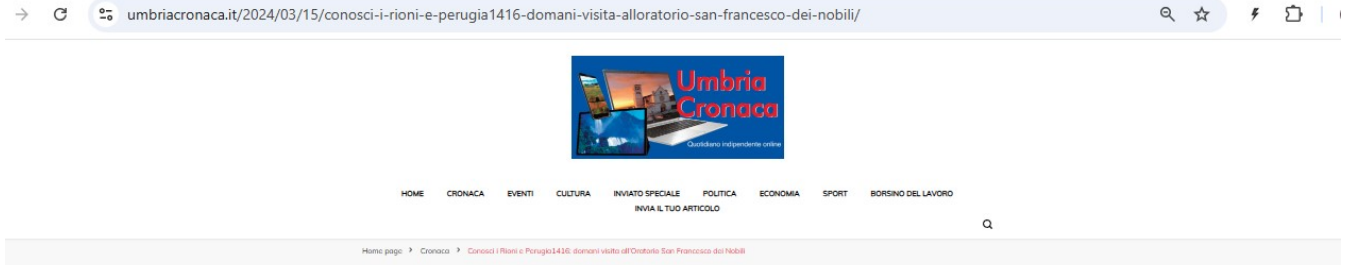 umbriacronaca.it/2024/03/15/conosci-i-rioni-e-perugia1416-domani-visita-alloratorio-san-francesco-dei-nobili/
Umbria
Cronaca
Quotidiano indipendente online
HOME CRONACA EVENTI CULTURA INVIATO SPECIALE POLITICA ECONOMIA SPORT BORSINO DEL LAVORO
INVIA IL TUO ARTICOLO
Home page > Cronaca > Conosci i Rioni e Perugia1416: domani visita all'Oratorio San Francesco dei Nobili